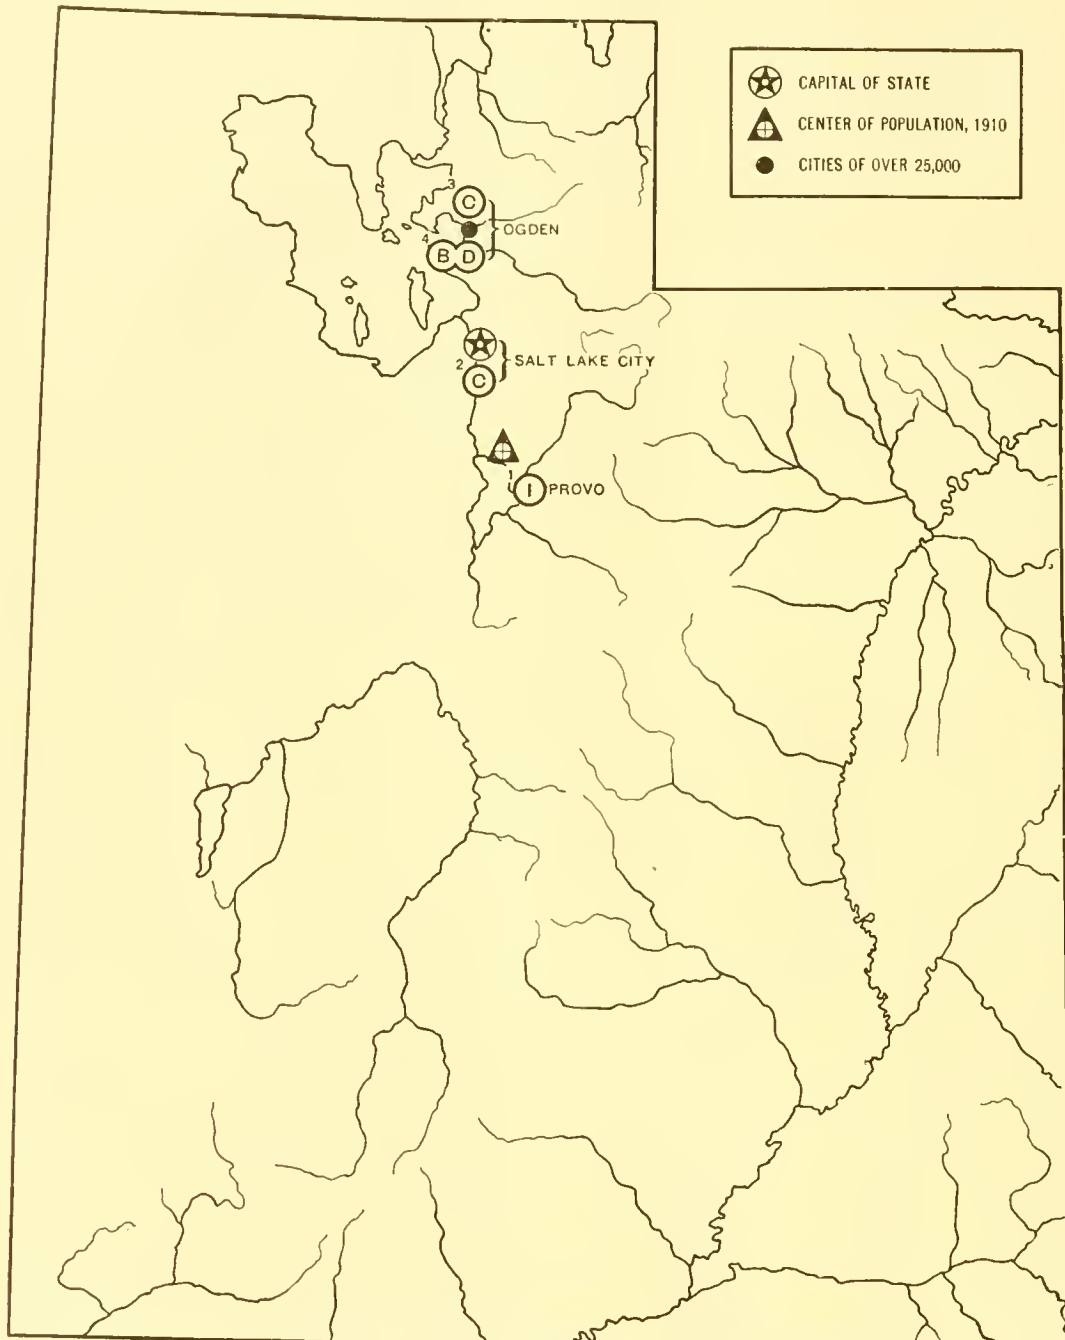 CAPITAL OF STATE
CENTER OF POPULATION, 1910
CITIES OF OVER 25,000
3
C
OGDEN
4
B D
SALT LAKE CITY
2
C
1
I PROVO